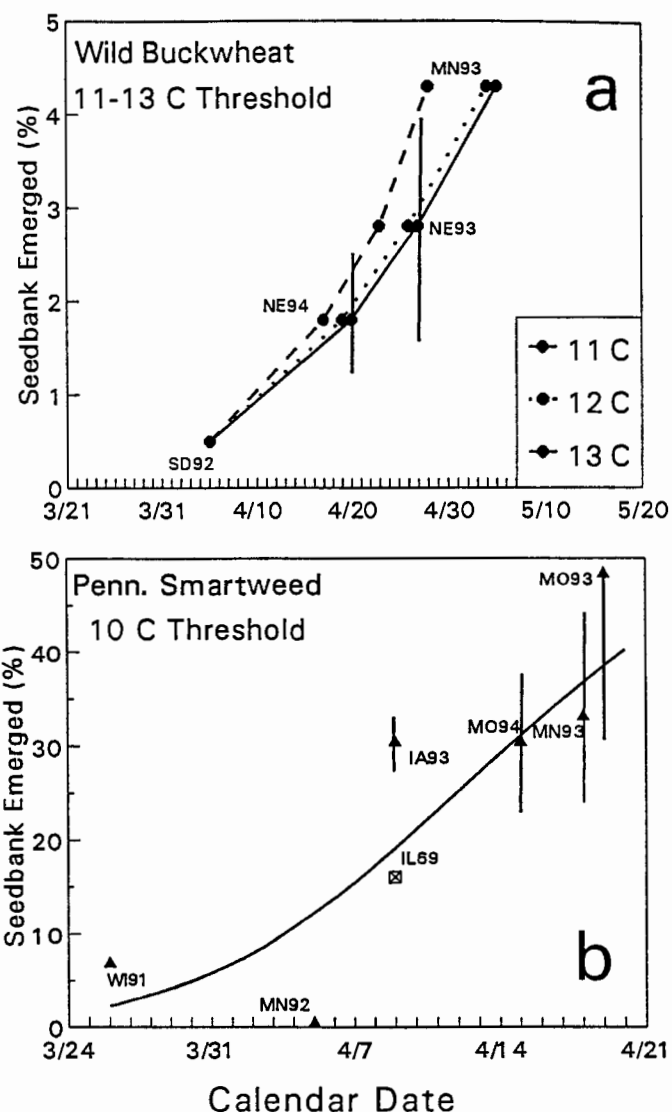 5
Wild Buckwheat
MN93
a
11-13 C Threshold
4
Seedbank Emerged (%)
3
NE93
2
NE94
11 C
1
12 C
13 C
SD92
0
3/21 3/31 4/10 4/20 4/30 5/10 5/20
50
Penn. Smartweed
MO93
10 C Threshold
40
Seedbank Emerged (%)
MO94 MN93
30
IA93
20
IL69
10
b
WI91
MN92
0
3/24 3/31 4/7 4/14 4/21
Calendar Date